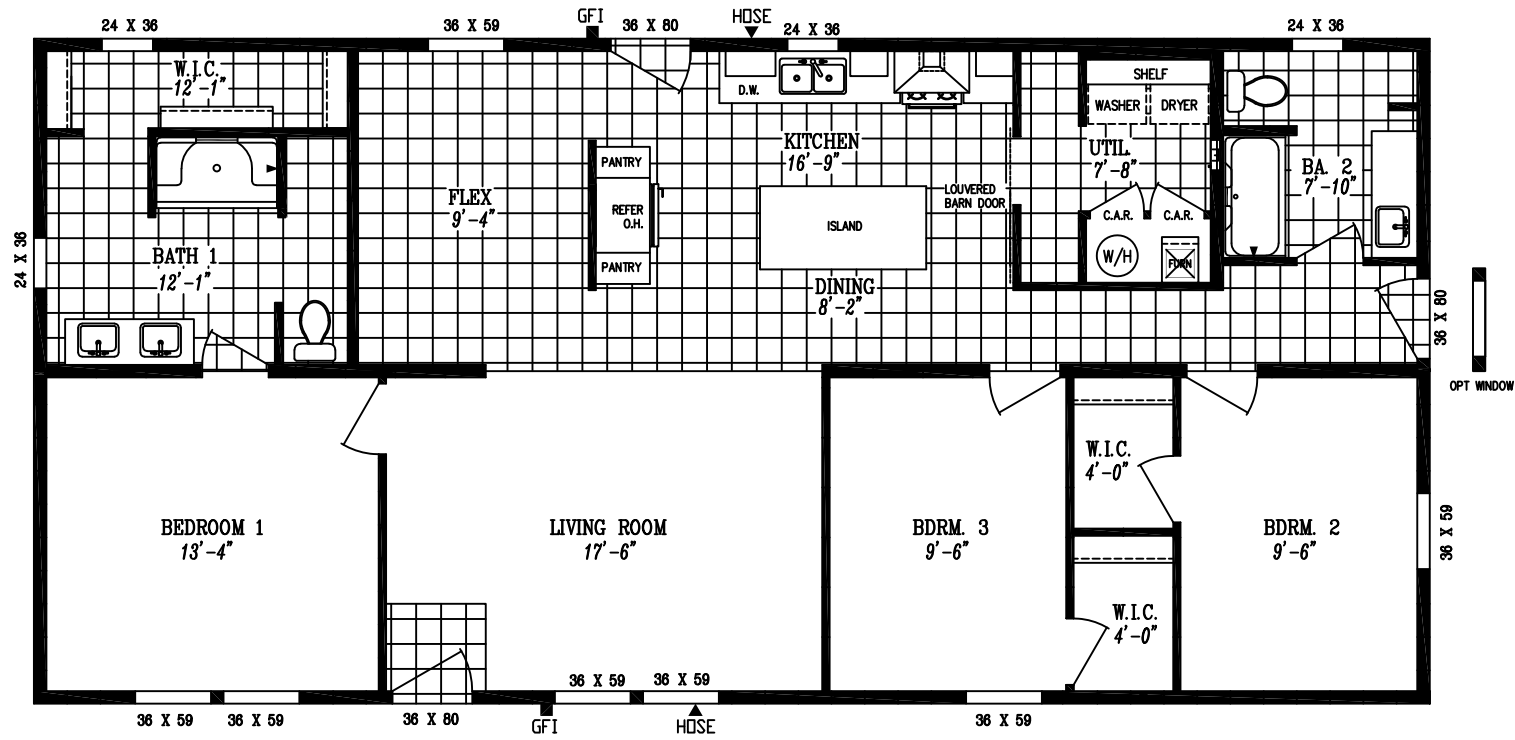 24 X 36
36 X 59
GFI
36 X 80
HOSE
24 X 36
24 X 36
W.I.C.
12'-1"
D.W.
SHELF
WASHER
DRYER
KITCHEN
16'-9"
UTIL
7'-8"
PANTRY
FLEX
9'-4"
REFER
O.H.
LOUVERED
BARN DOOR
BA. 2
7'-10"
ISLAND
C.A.R.
C.A.R.
24 X 36
BATH 1
12'-1"
W/H
FURN
PANTRY
DINING
8'-2"
36 X 80
OPT WINDOW
W.I.C.
4'-0"
BEDROOM 1
13'-4"
LIVING ROOM
17'-6"
BDRM. 3
9'-6"
BDRM. 2
9'-6"
36 X 59
W.I.C.
4'-0"
36 X 59
36 X 59
36 X 59
36 X 59
36 X 80
GFI
HOSE
36 X 59